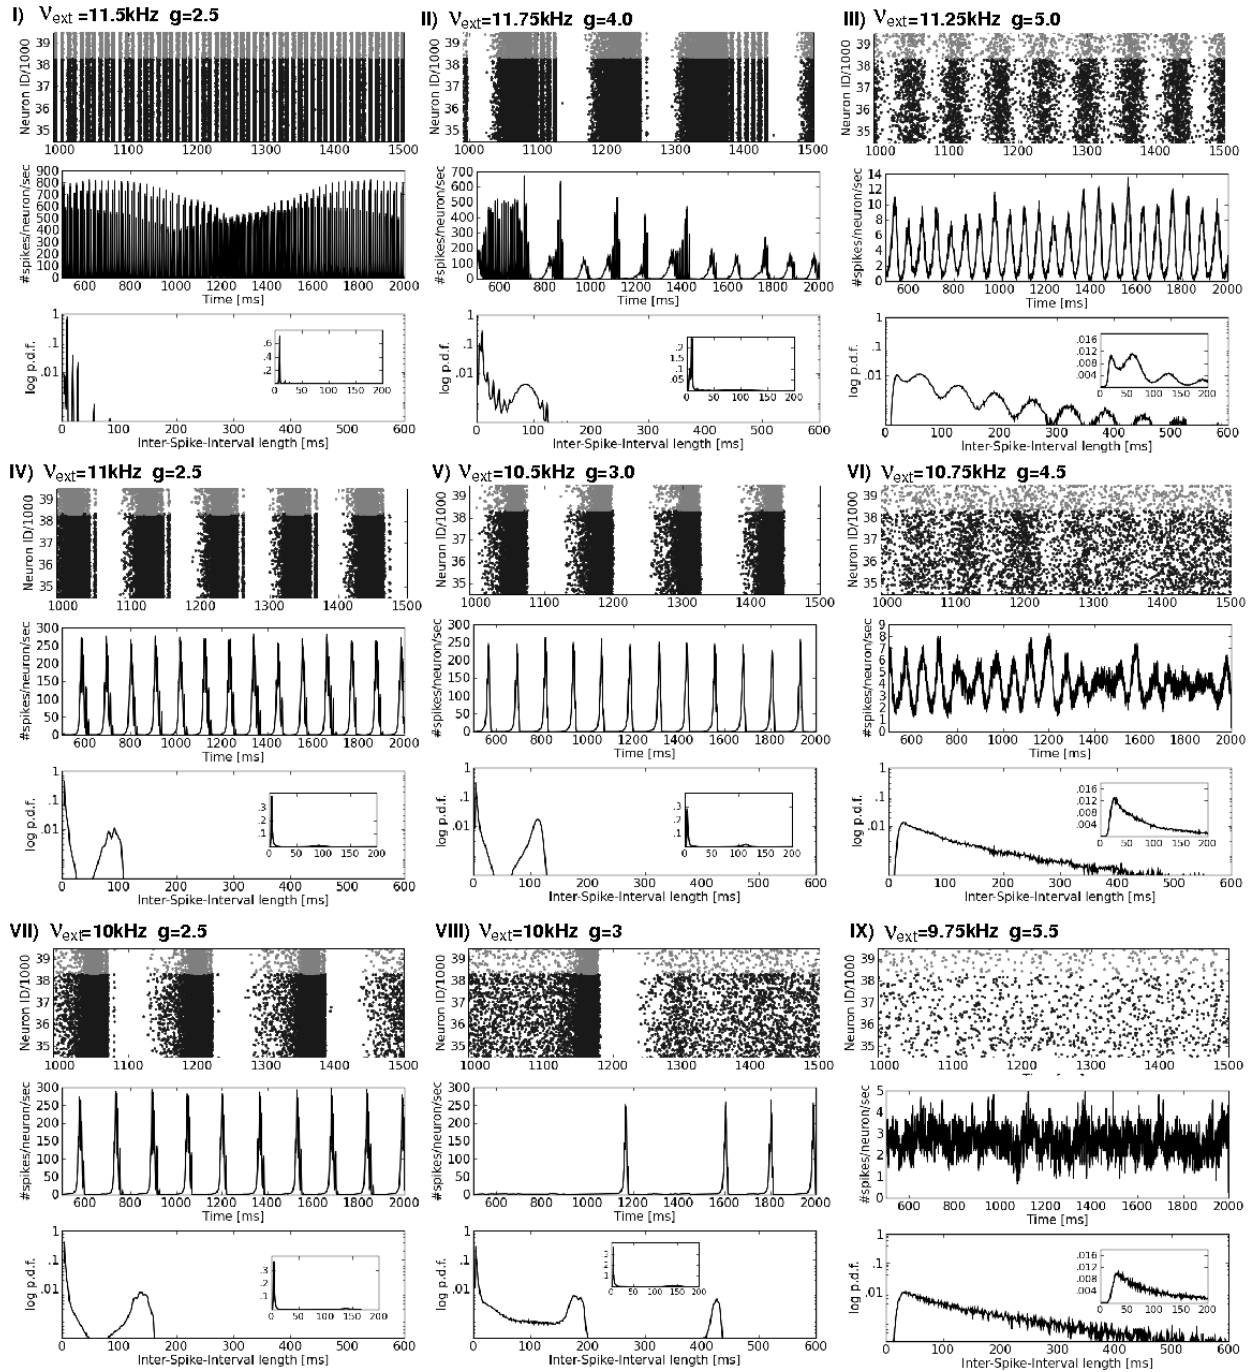 I) νext =11.5kHz g=2.5
Neuron ID/1000
39
38
37
36
35
1000 1100 1200 1300 1400 1500
#spikes/neuron/sec
900
800
700
600
500
400
300
200
100
0
600 800 1000 1200 1400 1600 1800 2000
Time [ms]
log p.d.f.
1
.1
.01
.6
.4
.2
0 50 100 150 200
0 100 200 300 400 500 600
Inter-Spike-Interval length [ms]
II) νext=11.75kHz g=4.0
Neuron ID/1000
39
38
37
36
35
1000 1100 1200 1300 1400 1500
#spikes/neuron/sec
700
600
500
400
300
200
100
0
600 800 1000 1200 1400 1600 1800 2000
Time [ms]
log p.d.f.
1
.1
.01
.2
.15
.1
.05
0 50 100 150 200
0 100 200 300 400 500 600
Inter-Spike-Interval length [ms]
III) νext=11.25kHz g=5.0
Neuron ID/1000
39
38
37
36
35
1000 1100 1200 1300 1400 1500
#spikes/neuron/sec
14
12
10
8
6
4
2
0
600 800 1000 1200 1400 1600 1800 2000
Time [ms]
log p.d.f.
1
.1
.01
.016
.012
.008
.004
0 50 100 150 200
0 100 200 300 400 500 600
Inter-Spike-Interval length [ms]
IV) νext=11kHz g=2.5
Neuron ID/1000
39
38
37
36
35
1000 1100 1200 1300 1400 1500
#spikes/neuron/sec
300
250
200
150
100
50
0
600 800 1000 1200 1400 1600 1800 2000
Time [ms]
log p.d.f.
1
.1
.01
.3
.2
.1
0 50 100 150 200
0 100 200 300 400 500 600
Inter-Spike-Interval length [ms]
V) νext=10.5kHz g=3.0
Neuron ID/1000
39
38
37
36
35
1000 1100 1200 1300 1400 1500
#spikes/neuron/sec
300
250
200
150
100
50
0
600 800 1000 1200 1400 1600 1800 2000
Time [ms]
log p.d.f.
1
.1
.01
.3
.2
.1
0 50 100 150 200
0 100 200 300 400 500 600
Inter-Spike-Interval length [ms]
VI) νext=10.75kHz g=4.5
Neuron ID/1000
39
38
37
36
35
1000 1100 1200 1300 1400 1500
#spikes/neuron/sec
9
8
7
6
5
4
3
2
1
600 800 1000 1200 1400 1600 1800 2000
Time [ms]
log p.d.f.
1
.1
.01
.016
.012
.008
.004
0 50 100 150 200
0 100 200 300 400 500 600
Inter-Spike-Interval length [ms]
VII) νext=10kHz g=2.5
Neuron ID/1000
39
38
37
36
35
1000 1100 1200 1300 1400 1500
#spikes/neuron/sec
300
250
200
150
100
50
0
600 800 1000 1200 1400 1600 1800 2000
Time [ms]
log p.d.f.
1
.1
.01
.3
.2
.1
0 50 100 150 200
0 100 200 300 400 500 600
Inter-Spike-Interval length [ms]
VIII) νext=10kHz g=3
Neuron ID/1000
39
38
37
36
35
1000 1100 1200 1300 1400 1500
#spikes/neuron/sec
300
250
200
150
100
50
0
600 800 1000 1200 1400 1600 1800 2000
Time [ms]
log p.d.f.
1
.1
.01
.3
.2
.1
0 50 100 150 200
0 100 200 300 400 500 600
Inter-Spike-Interval length [ms]
IX) νext=9.75kHz g=5.5
Neuron ID/1000
39
38
37
36
35
1000 1100 1200 1300 1400 1500
#spikes/neuron/sec
5
4
3
2
1
0
600 800 1000 1200 1400 1600 1800 2000
Time [ms]
log p.d.f.
1
.1
.01
.016
.012
.008
.004
0 50 100 150 200
0 100 200 300 400 500 600
Inter-Spike-Interval length [ms]